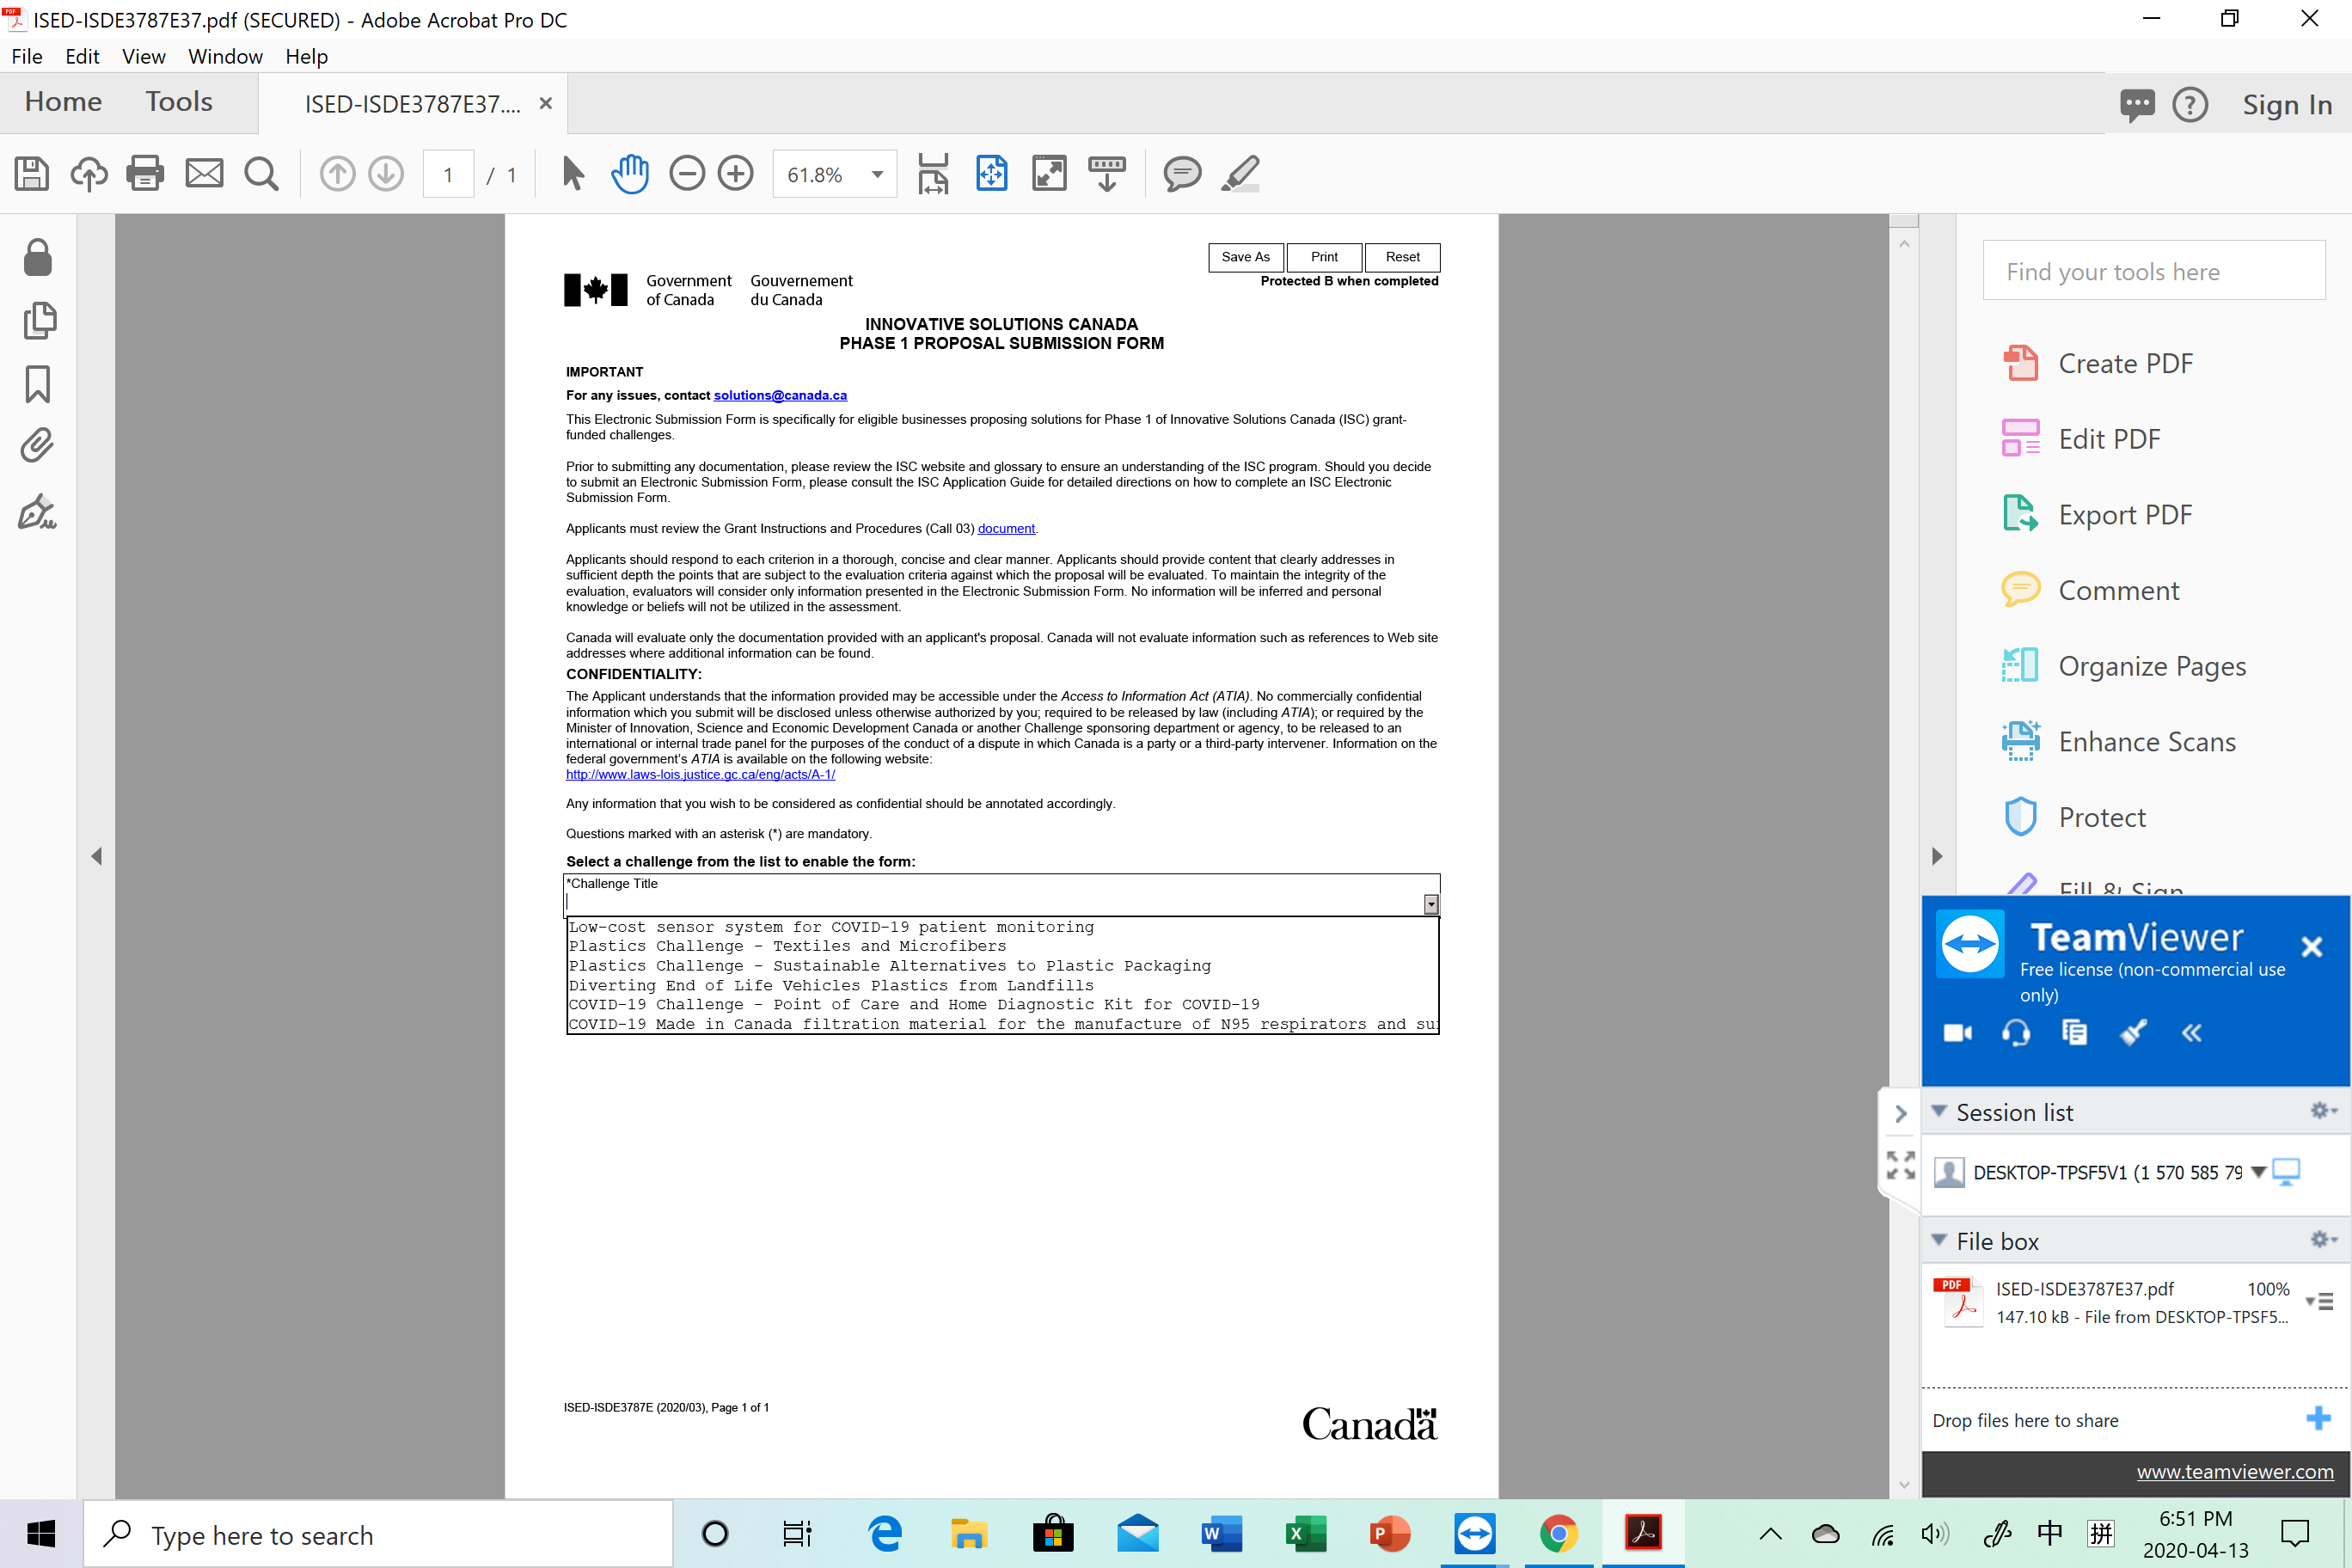 ISED-ISDE3787E37.pdf (SECURED) - Adobe Acrobat Pro DC
File Edit View Window Help
Home Tools ISED-ISDE3787E37.... Sign In
1 / 1 61.8%
Find your tools here
Create PDF
Edit PDF
Export PDF
Comment
Organize Pages
Enhance Scans
Protect
Fill & Sign
Save As Print Reset
Protected B when completed
Government of Canada
Gouvernement du Canada
INNOVATIVE SOLUTIONS CANADA
PHASE 1 PROPOSAL SUBMISSION FORM
IMPORTANT
For any issues, contact solutions@canada.ca
This Electronic Submission Form is specifically for eligible businesses proposing solutions for Phase 1 of Innovative Solutions Canada (ISC) grant-
funded challenges.
Prior to submitting any documentation, please review the ISC website and glossary to ensure an understanding of the ISC program. Should you decide
to submit an Electronic Submission Form, please consult the ISC Application Guide for detailed directions on how to complete an ISC Electronic
Submission Form.
Applicants must review the Grant Instructions and Procedures (Call 03) document.
Applicants should respond to each criterion in a thorough, concise and clear manner. Applicants should provide content that clearly addresses in
sufficient depth the points that are subject to the evaluation criteria against which the proposal will be evaluated. To maintain the integrity of the
evaluation, evaluators will consider only information presented in the Electronic Submission Form. No information will be inferred and personal
knowledge or beliefs will not be utilized in the assessment.
Canada will evaluate only the documentation provided with an applicant's proposal. Canada will not evaluate information such as references to Web site
addresses where additional information can be found.
CONFIDENTIALITY:
The Applicant understands that the information provided may be accessible under the Access to Information Act (ATIA). No commercially confidential
information which you submit will be disclosed unless otherwise authorized by you; required to be released by law (including ATIA); or required by the
Minister of Innovation, Science and Economic Development Canada or another Challenge sponsoring department or agency, to be released to an
international or internal trade panel for the purposes of the conduct of a dispute in which Canada is a party or a third-party intervener. Information on the
federal government's ATIA is available on the following website:
http://www.laws-lois.justice.gc.ca/eng/acts/A-1/
Any information that you wish to be considered as confidential should be annotated accordingly.
Questions marked with an asterisk (*) are mandatory.
Select a challenge from the list to enable the form:
*Challenge Title
Low-cost sensor system for COVID-19 patient monitoring
Plastics Challenge - Textiles and Microfibers
Plastics Challenge - Sustainable Alternatives to Plastic Packaging
Diverting End of Life Vehicles Plastics from Landfills
COVID-19 Challenge - Point of Care and Home Diagnostic Kit for COVID-19
COVID-19 Made in Canada filtration material for the manufacture of N95 respirators and su
ISED-ISDE3787E (2020/03), Page 1 of 1
Canada
TeamViewer
Free license (non-commercial use
only)
Session list
DESKTOP-TPSF5V1 (1 570 585 79
File box
PDF
ISED-ISDE3787E37.pdf 100%
147.10 kB - File from DESKTOP-TPSF5...
Drop files here to share
www.teamviewer.com
Type here to search
中 拼
6:51 PM
2020-04-13